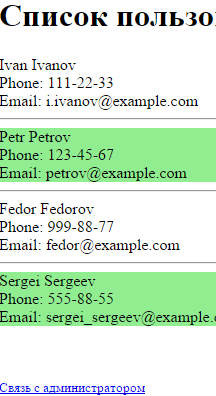 Список пользо
Ivan Ivanov
Phone: 111-22-33
Email: i.ivanov@example.com
Petr Petrov
Phone: 123-45-67
Email: petrov@example.com
Fedor Fedorov
Phone: 999-88-77
Email: fedor@example.com
Sergei Sergeev
Phone: 555-88-55
Email: sergei_sergeev@example.
Связь с администратором